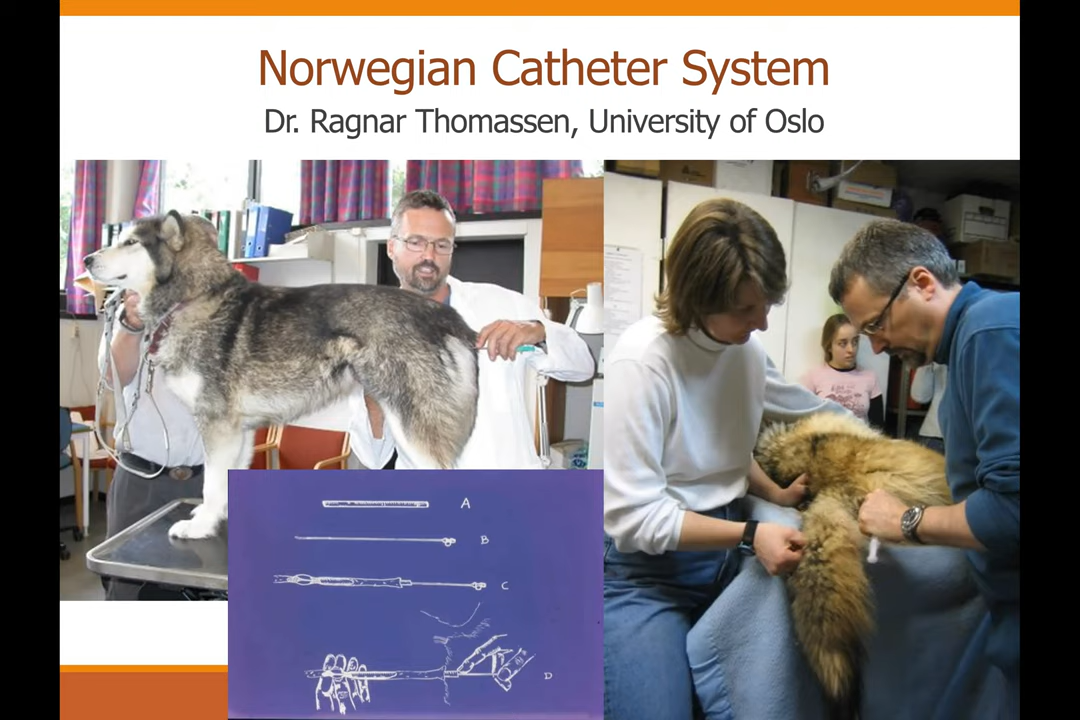 Norwegian Catheter System
Dr. Ragnar Thomassen, University of Oslo
A
B
C
D